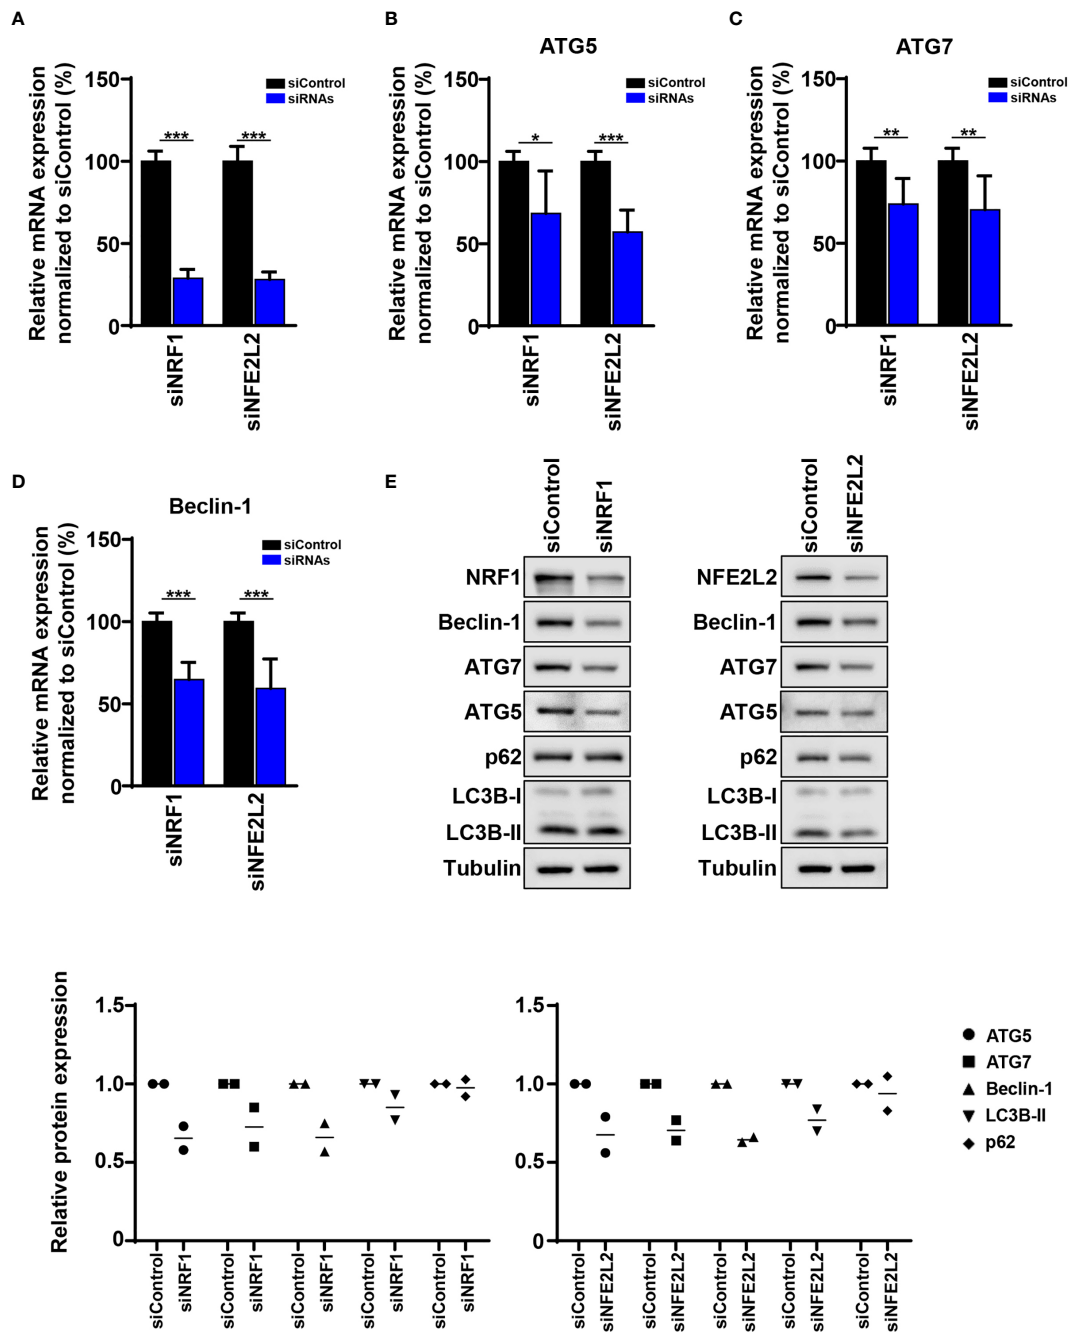 A
Relative mRNA expression
normalized to siControl (%)
150
100
50
0
siControl
siRNAs
***
***
siNRF1
siNFE2L2
B
ATG5
Relative mRNA expression
normalized to siControl (%)
150
100
50
0
siControl
siRNAs
*
***
siNRF1
siNFE2L2
C
ATG7
Relative mRNA expression
normalized to siControl (%)
150
100
50
0
siControl
siRNAs
**
**
siNRF1
siNFE2L2
D
Beclin-1
Relative mRNA expression
normalized to siControl (%)
150
100
50
0
siControl
siRNAs
***
***
siNRF1
siNFE2L2
E
siControl
siNRF1
NRF1
Beclin-1
ATG7
ATG5
p62
LC3B-I
LC3B-II
Tubulin
siControl
siNFE2L2
NFE2L2
Beclin-1
ATG7
ATG5
p62
LC3B-I
LC3B-II
Tubulin
Relative protein expression
1.5
1.0
0.5
0
siControl
siNRF1
siControl
siNRF1
siControl
siNRF1
siControl
siNRF1
siControl
siNRF1
1.5
1.0
0.5
0
siControl
siNFE2L2
siControl
siNFE2L2
siControl
siNFE2L2
siControl
siNFE2L2
siControl
siNFE2L2
ATG5
ATG7
Beclin-1
LC3B-II
p62